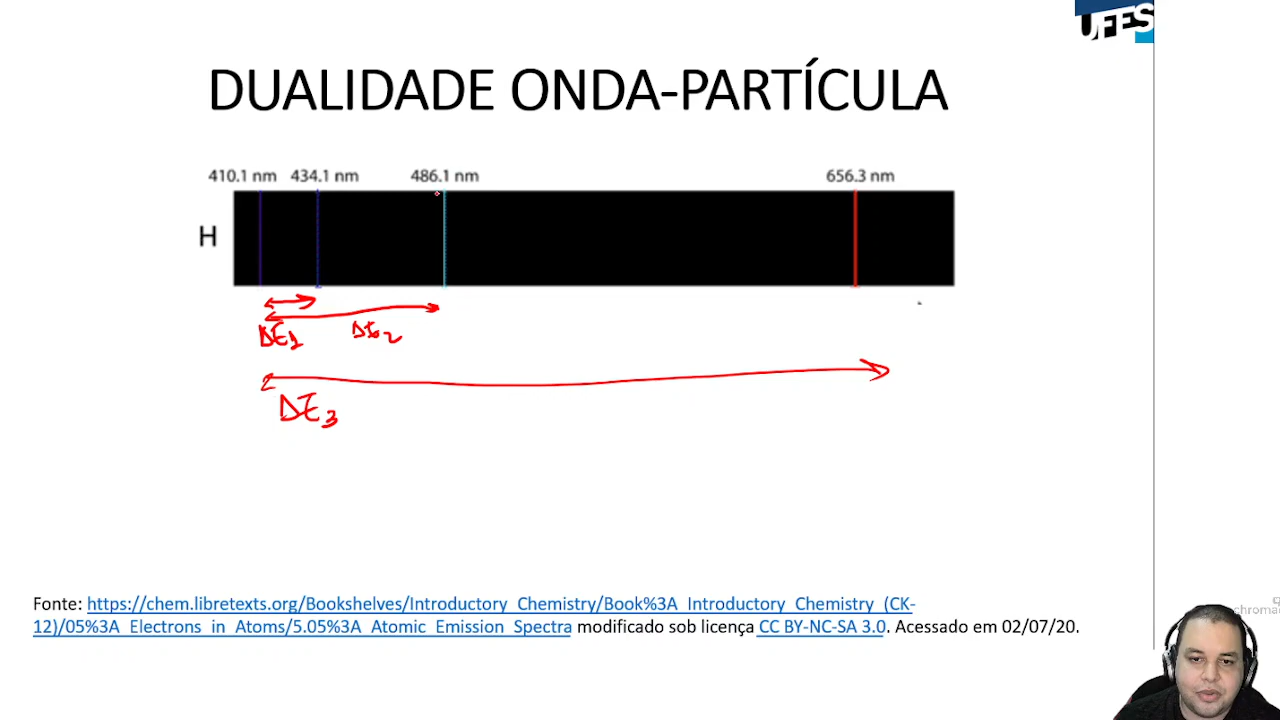 UFES
DUALIDADE ONDA-PARTÍCULA
410.1 nm 434.1 nm 486.1 nm 656.3 nm
H
ΔE1 ΔE2
ΔE3
Fonte: https://chem.libretexts.org/Bookshelves/Introductory_Chemistry/Book%3A_Introductory_Chemistry_(CK-
12)/05%3A_Electrons_in_Atoms/5.05%3A_Atomic_Emission_Spectra modificado sob licença CC BY-NC-SA 3.0. Acessado em 02/07/20.